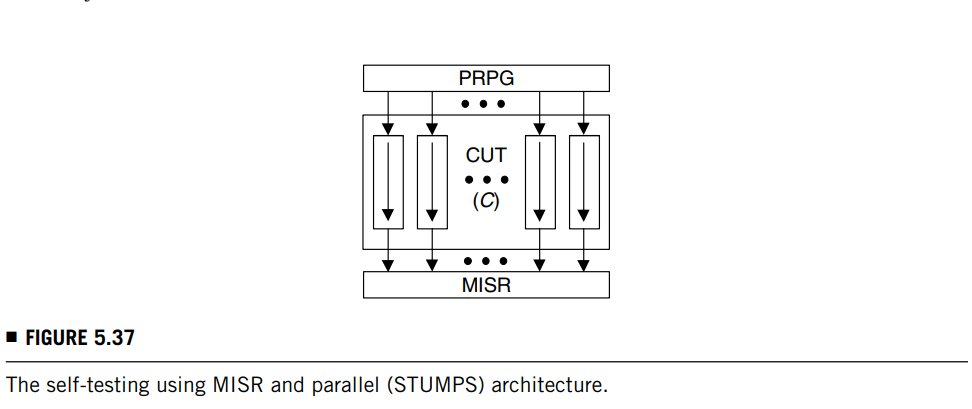 PRPG
CUT
(C)
MISR
■ FIGURE 5.37
The self-testing using MISR and parallel (STUMPS) architecture.